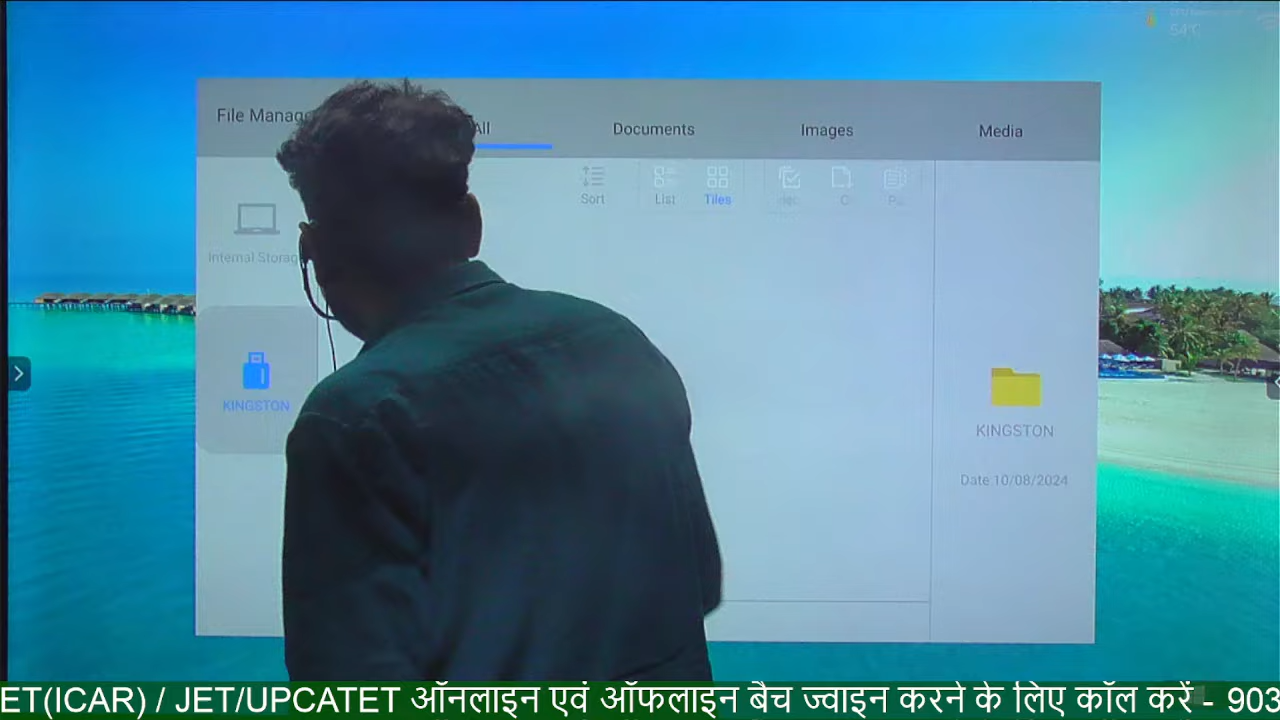 54°C
File Manag
All
Documents
Images
Media
Sort
List
Tiles
Internal Storag
KINGSTON
KINGSTON
Date 10/08/2024
ET(ICAR) / JET/UPCATET ऑनलाइन एवं ऑफलाइन बैच ज्वाइन करने के लिए कॉल करें - 903